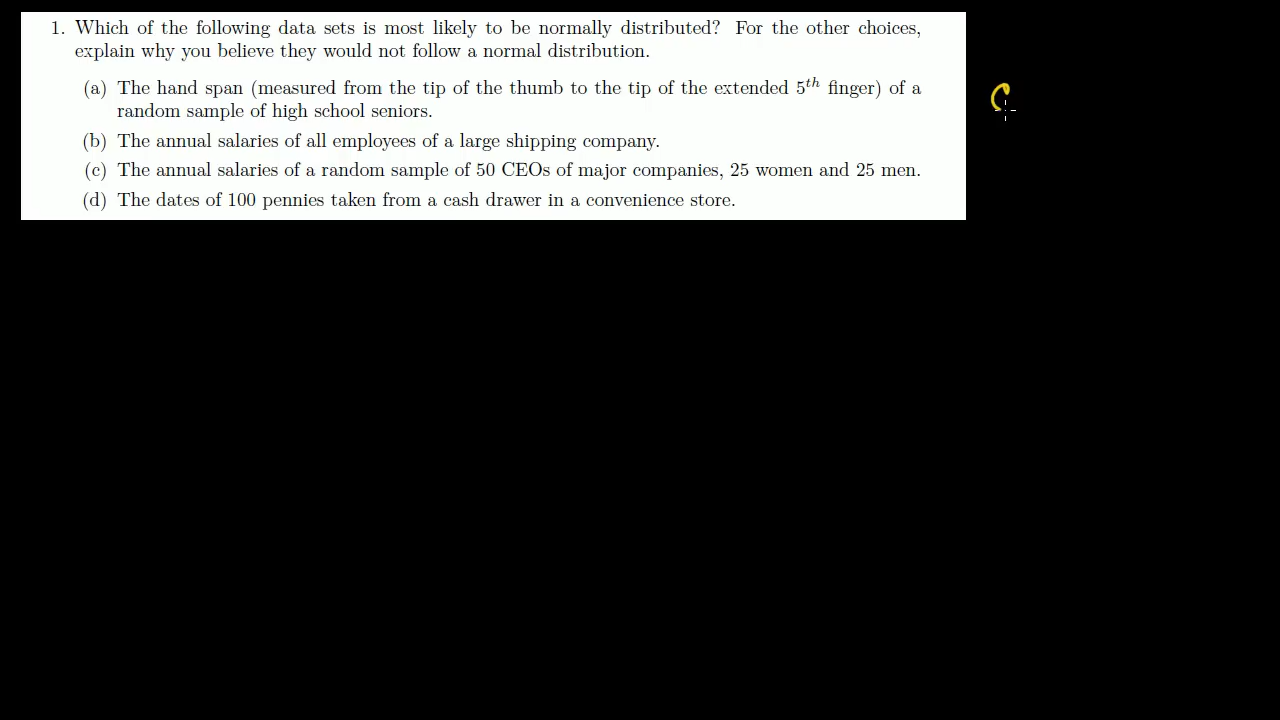 1. Which of the following data sets is most likely to be normally distributed? For the other choices,
explain why you believe they would not follow a normal distribution.
(a) The hand span (measured from the tip of the thumb to the tip of the extended 5th finger) of a
random sample of high school seniors.
(b) The annual salaries of all employees of a large shipping company.
(c) The annual salaries of a random sample of 50 CEOs of major companies, 25 women and 25 men.
(d) The dates of 100 pennies taken from a cash drawer in a convenience store.